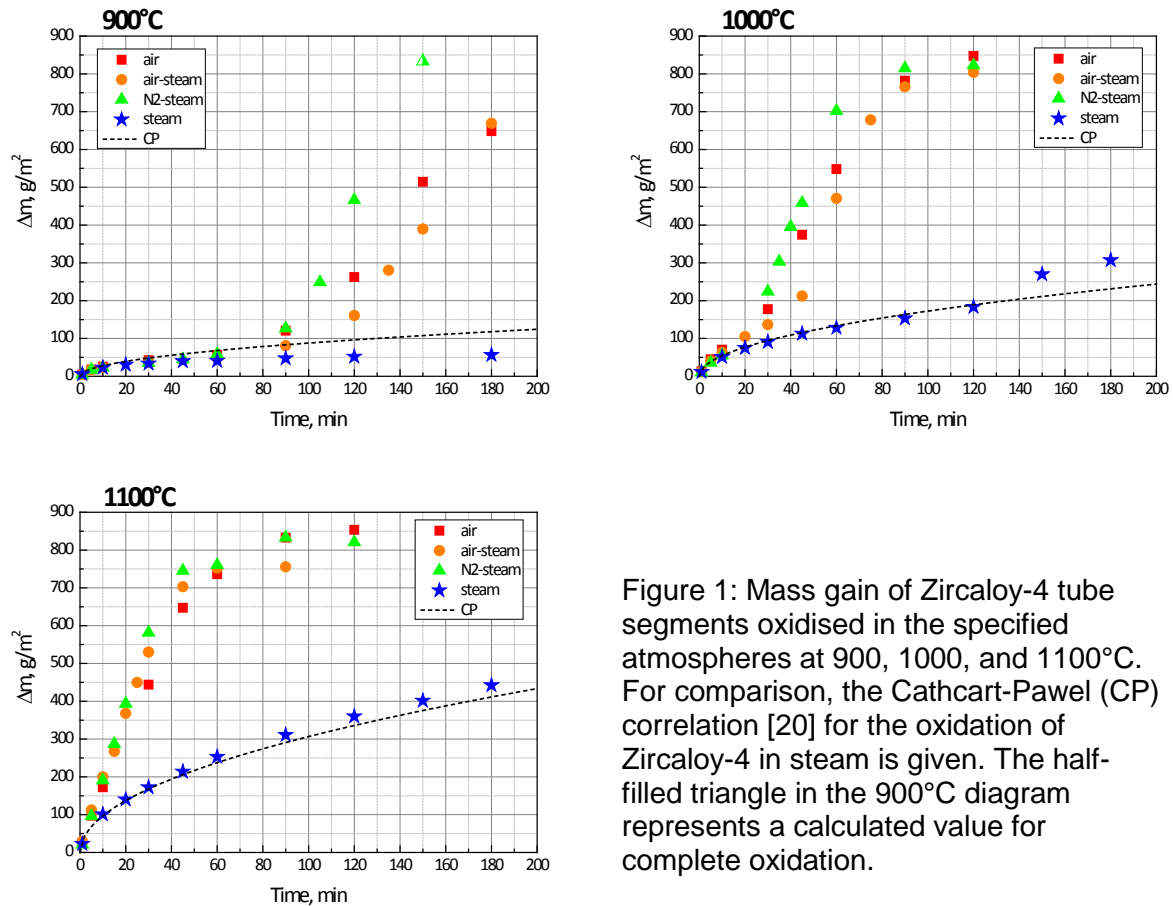 900°C
900
800
700
600
500
400
300
200
100
0
0 20 40 60 80 100 120 140 160 180 200
Δm, g/m²
Time, min
air
air-steam
N2-steam
steam
CP
1000°C
900
800
700
600
500
400
300
200
100
0
0 20 40 60 80 100 120 140 160 180 200
Δm, g/m²
Time, min
air
air-steam
N2-steam
steam
CP
1100°C
900
800
700
600
500
400
300
200
100
0
0 20 40 60 80 100 120 140 160 180 200
Δm, g/m²
Time, min
air
air-steam
N2-steam
steam
CP
Figure 1: Mass gain of Zircaloy-4 tube
segments oxidised in the specified
atmospheres at 900, 1000, and 1100°C.
For comparison, the Cathcart-Pawel (CP)
correlation [20] for the oxidation of
Zircaloy-4 in steam is given. The half-
filled triangle in the 900°C diagram
represents a calculated value for
complete oxidation.